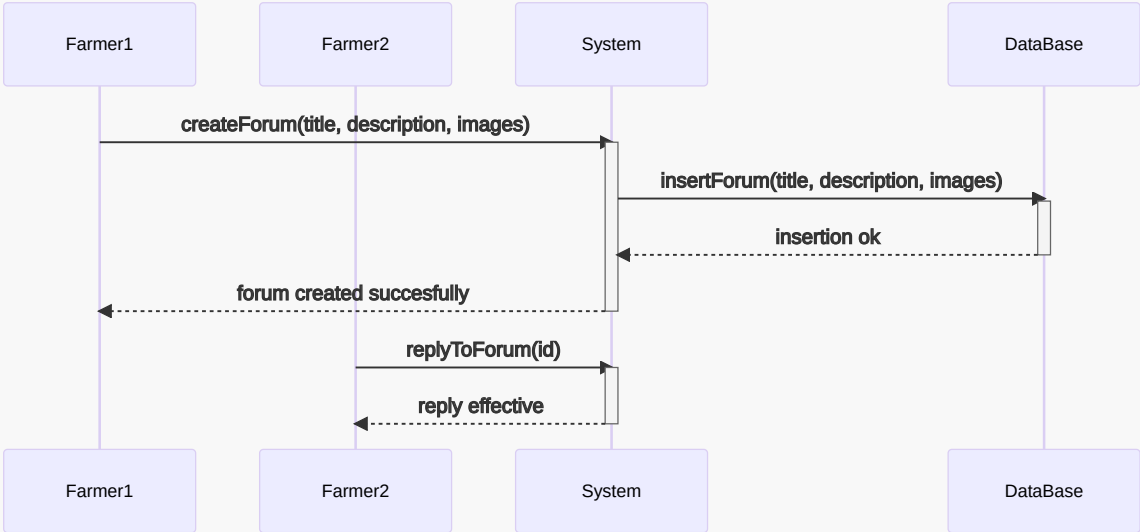 Farmer1
Farmer2
System
DataBase
createForum(title, description, images)
insertForum(title, description, images)
insertion ok
forum created succesfully
replyToForum(id)
reply effective
Farmer1
Farmer2
System
DataBase